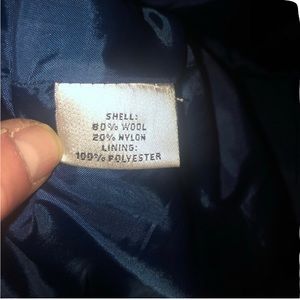 SHELL:
80% WOOL
20% NYLON
LINING:
100% POLYESTER